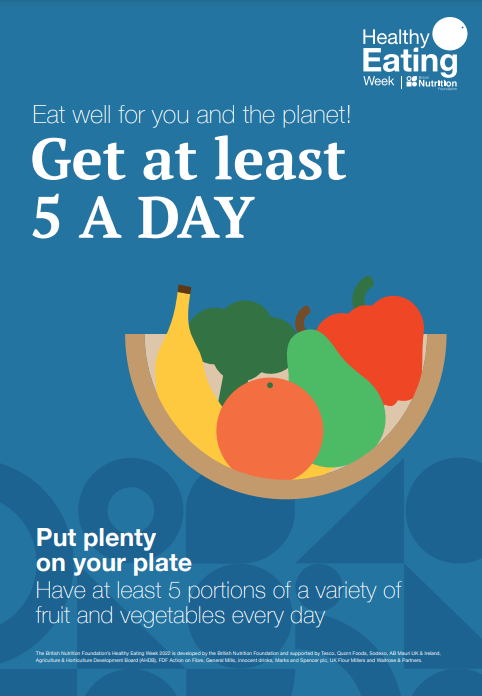 Healthy
Eating
Week
British
Nutrition
Foundation
Eat well for you and the planet!
Get at least
5 A DAY
Put plenty
on your plate
Have at least 5 portions of a variety of
fruit and vegetables every day
The British Nutrition Foundation's Healthy Eating Week 2022 is developed by the British Nutrition Foundation and supported by Tesco, Quorn Foods, Sodexo, AB Mauri UK & Ireland,
Agriculture & Horticulture Development Board (AHDB), FDF Action on Fibre, General Mills, innocent drinks, Marks and Spencer plc, UK Flour Millers and Waitrose & Partners.